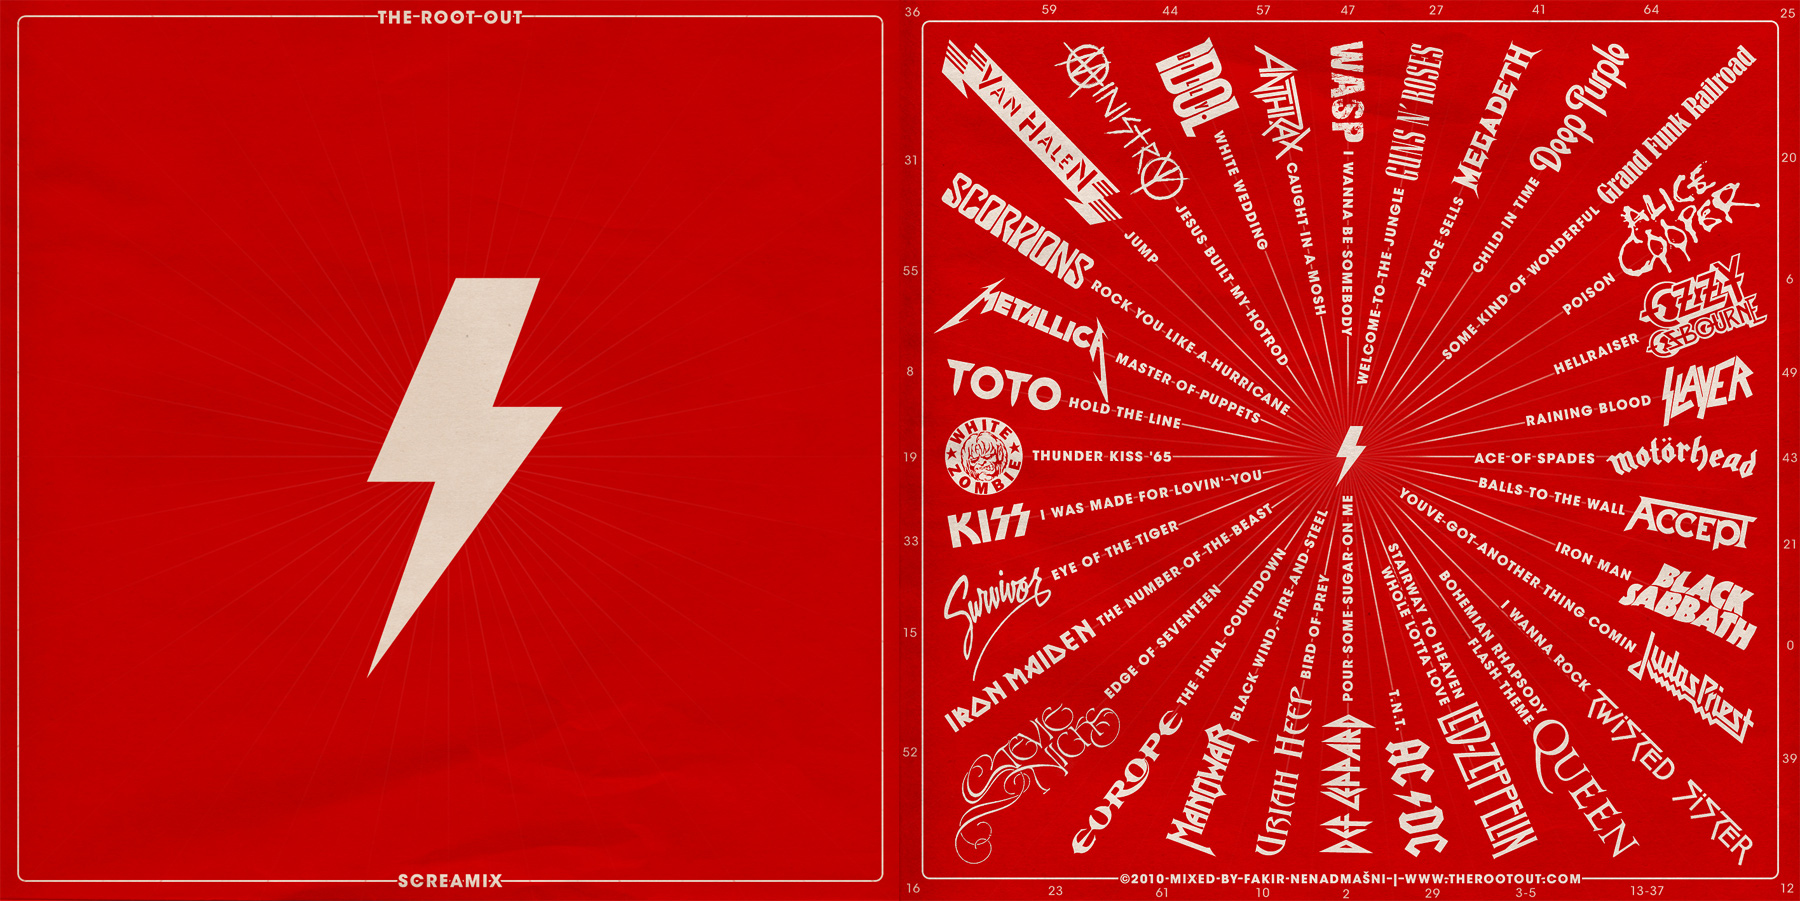 THE ROOT OUT
SCREAMIX
36 59 44 57 47 27 41 64 25
VAN HALEN JUMP
MINISTRY JESUS BUILT MY HOTROD
BILLY IDOL WHITE WEDDING
ANTHRAX CAUGHT IN A MOSH
WASP I WANNA BE SOMEBODY
GUNS N' ROSES WELCOME TO THE JUNGLE
MEGADETH PEACE SELLS
Deep Purple CHILD IN TIME
Grand Funk Railroad SOME KIND OF WONDERFUL
20
ALICE COOPER POISON
6
OZZY OSBOURNE HELLRAISER
49
SLAYER RAINING BLOOD
43
motörhead ACE OF SPADES
ACCEPT BALLS TO THE WALL
21
BLACK SABBATH IRON MAN
0
Judas Priest YOUVE GOT ANOTHER THING COMIN
39
TWISTED SISTER I WANNA ROCK
QUEEN BOHEMIAN RHAPSODY
FLASH THEME
LED ZEPPELIN STAIRWAY TO HEAVEN
WHOLE LOTTA LOVE
AC DC T.N.T.
DEF LEPPARD POUR SOME SUGAR ON ME
URIAH HEEP BIRD OF PREY
MANOWAR BLACK WIND, FIRE AND STEEL
EUROPE THE FINAL COUNTDOWN
STEVIE NICKS EDGE OF SEVENTEEN
52
IRON MAIDEN THE NUMBER OF THE BEAST
15
Survivor EYE OF THE TIGER
33
KISS I WAS MADE FOR LOVIN' YOU
19
WHITE ZOMBIE THUNDER KISS '65
8
TOTO HOLD THE LINE
55
METALLICA MASTER OF PUPPETS
31
SCORPIONS ROCK YOU LIKE A HURRICANE
©2010 MIXED BY FAKIR NENADMAŠNI | WWW.THEROOTOUT.COM
16 23 61 10 2 29 3-5 13-37 12